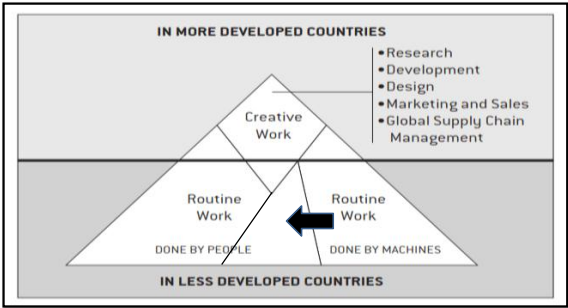 IN MORE DEVELOPED COUNTRIES
•Research
•Development
•Design
•Marketing and Sales
•Global Supply Chain
Management
Creative
Work
Routine
Work
DONE BY PEOPLE
Routine
Work
DONE BY MACHINES
IN LESS DEVELOPED COUNTRIES